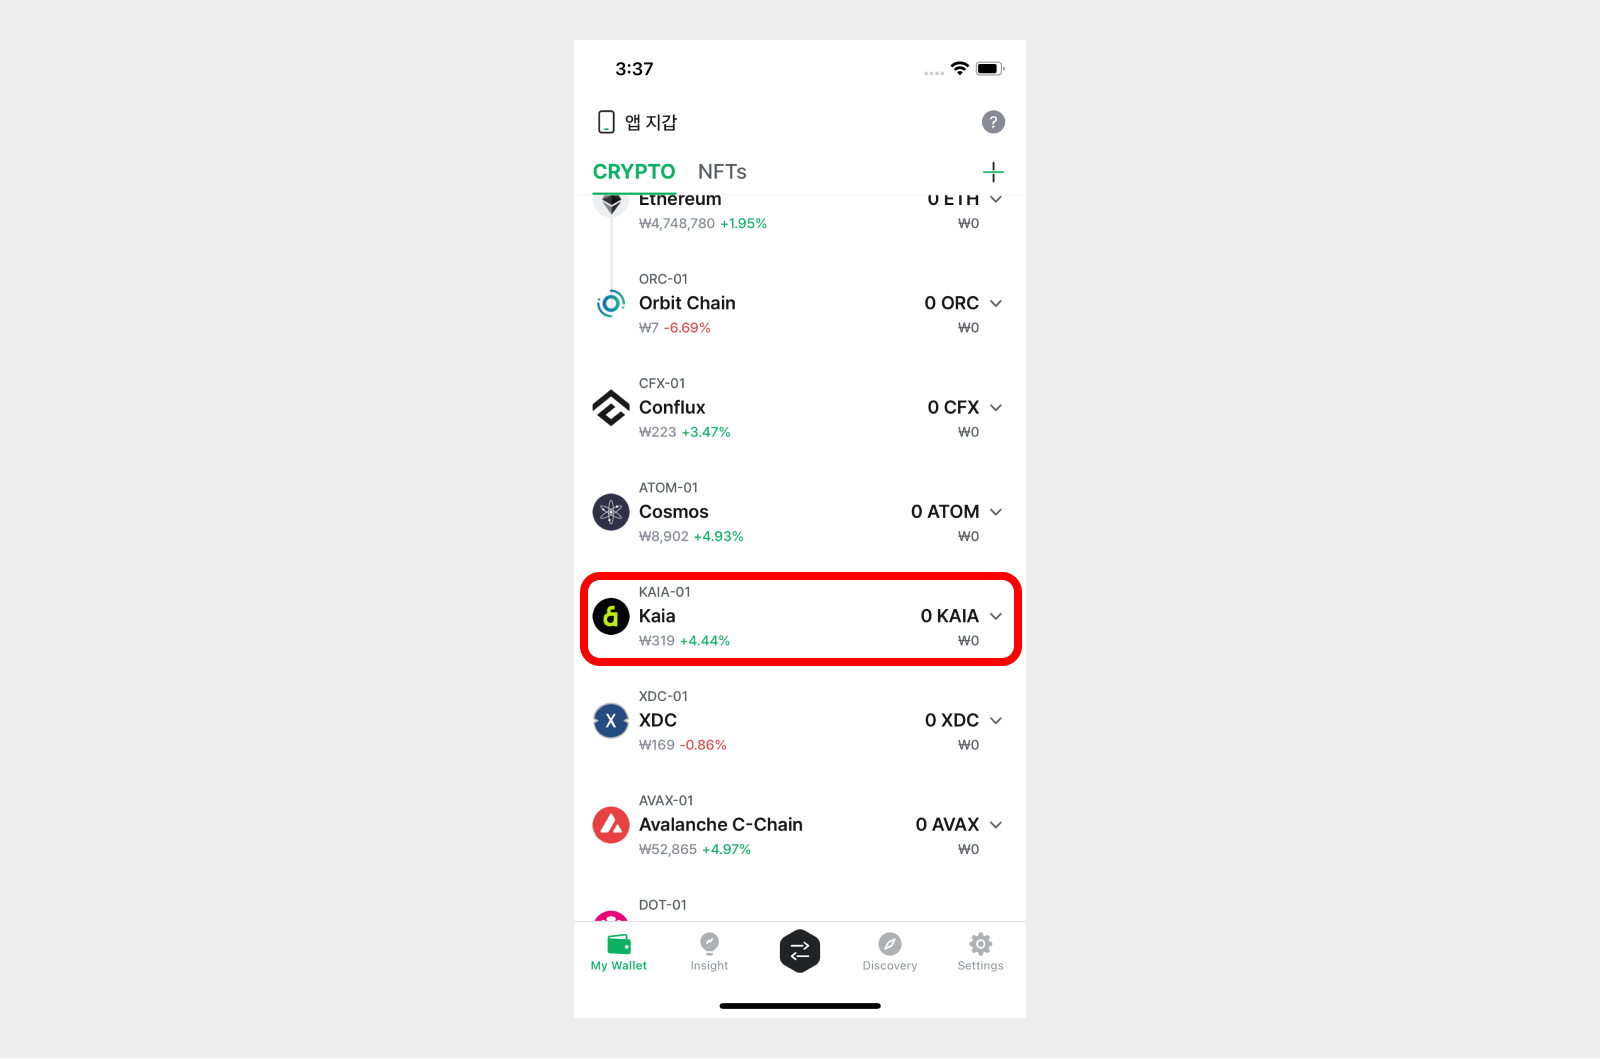 3:37
앱 지갑
?
CRYPTO NFTs
Ethereum 0 ETH
₩4,748,780 +1.95% ₩0
ORC-01
Orbit Chain 0 ORC
₩7 -6.69% ₩0
CFX-01
Conflux 0 CFX
₩223 +3.47% ₩0
ATOM-01
Cosmos 0 ATOM
₩8,902 +4.93% ₩0
KAIA-01
Kaia 0 KAIA
₩319 +4.44% ₩0
XDC-01
XDC 0 XDC
₩169 -0.86% ₩0
AVAX-01
Avalanche C-Chain 0 AVAX
₩52,865 +4.97% ₩0
DOT-01
My Wallet Insight Discovery Settings